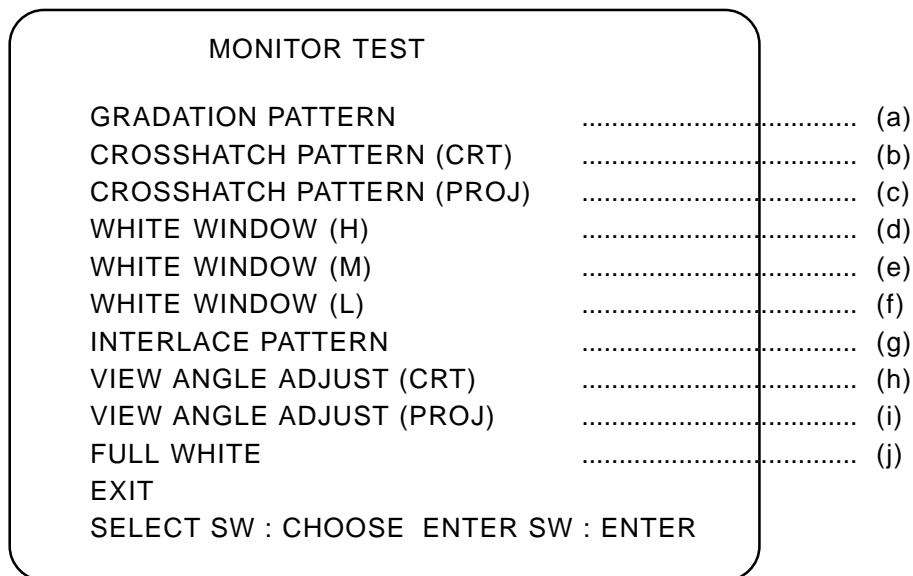 MONITOR TEST
GRADATION PATTERN ..................................... (a)
CROSSHATCH PATTERN (CRT) ..................................... (b)
CROSSHATCH PATTERN (PROJ) ..................................... (c)
WHITE WINDOW (H) ..................................... (d)
WHITE WINDOW (M) ..................................... (e)
WHITE WINDOW (L) ..................................... (f)
INTERLACE PATTERN ..................................... (g)
VIEW ANGLE ADJUST (CRT) ..................................... (h)
VIEW ANGLE ADJUST (PROJ) ..................................... (i)
FULL WHITE ..................................... (j)
EXIT
SELECT SW : CHOOSE ENTER SW : ENTER